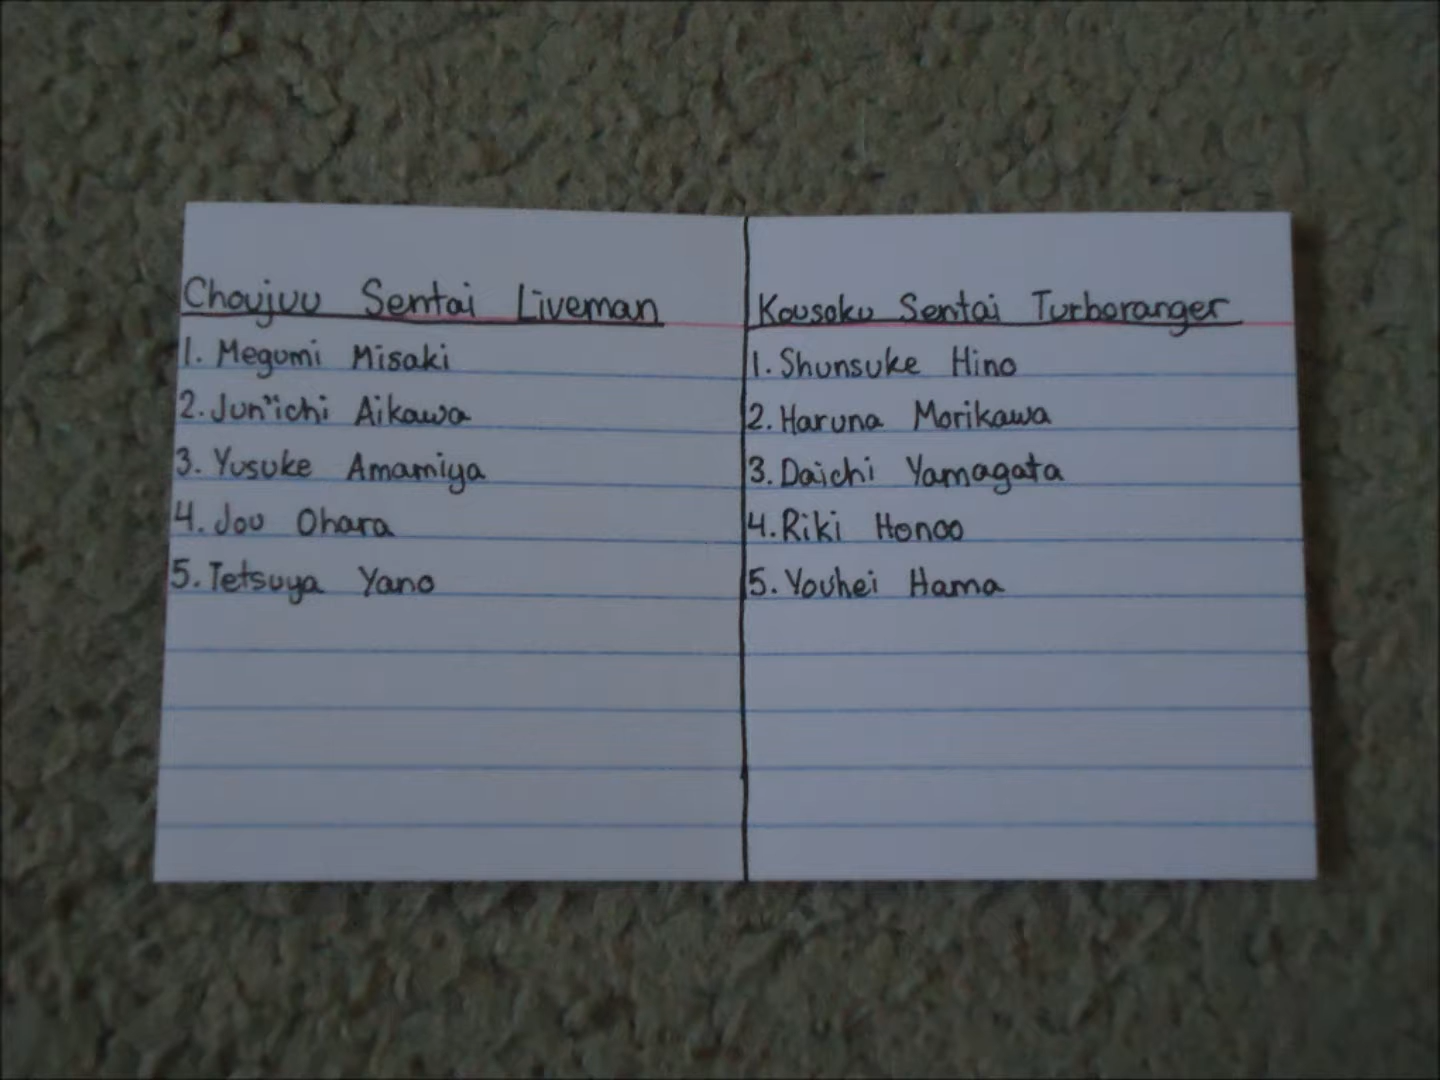 Choujuu Sentai Liveman
1. Megumi Misaki
2. Jun"ichi Aikawa
3. Yusuke Amamiya
4. Jou Ohara
5. Tetsuya Yano
Kousoku Sentai Turboranger
1. Shunsuke Hino
2. Haruna Morikawa
3. Daichi Yamagata
4. Riki Honoo
5. Youhei Hama